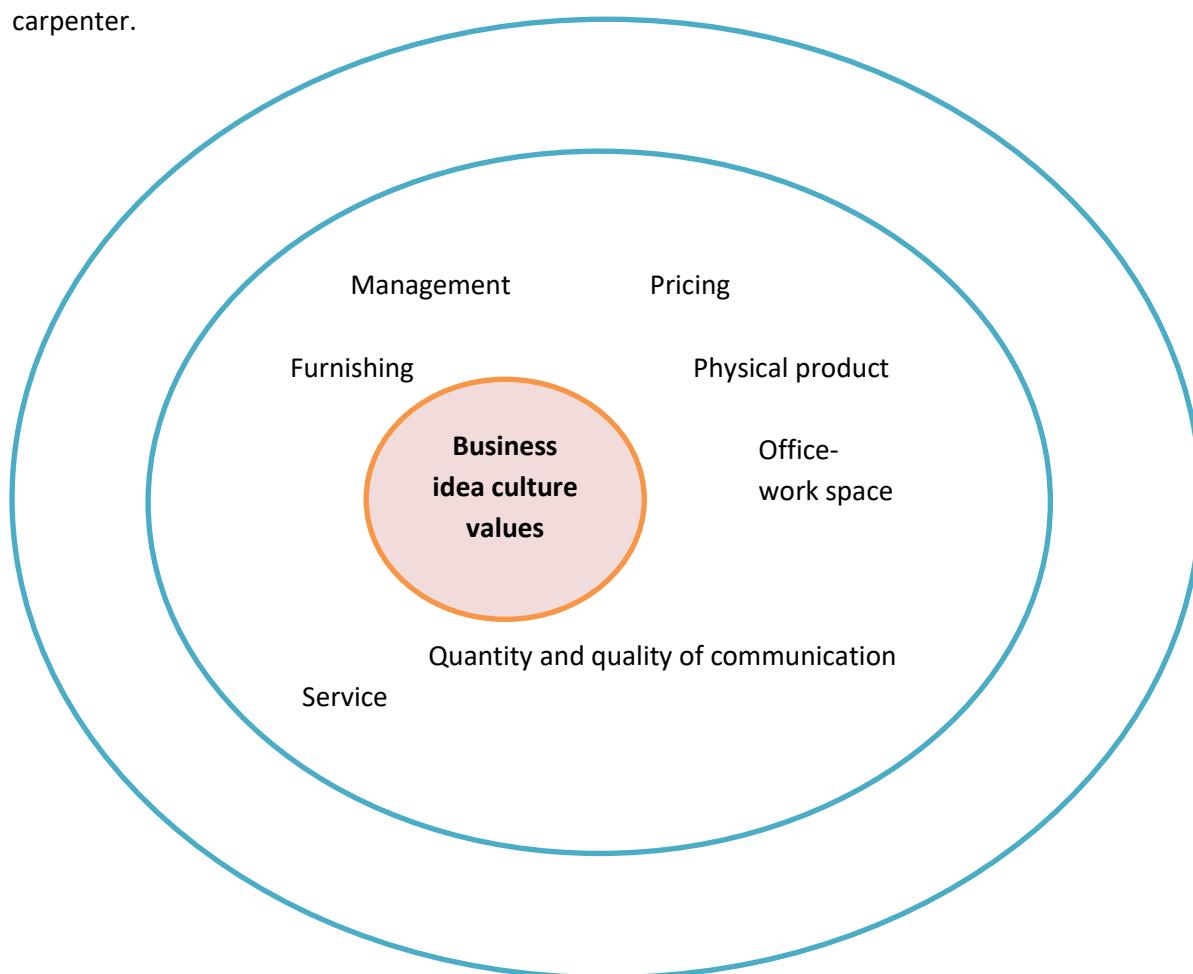 carpenter.
Management
Pricing
Furnishing
Physical product
Business
idea culture
values
Office-
work space
Quantity and quality of communication
Service